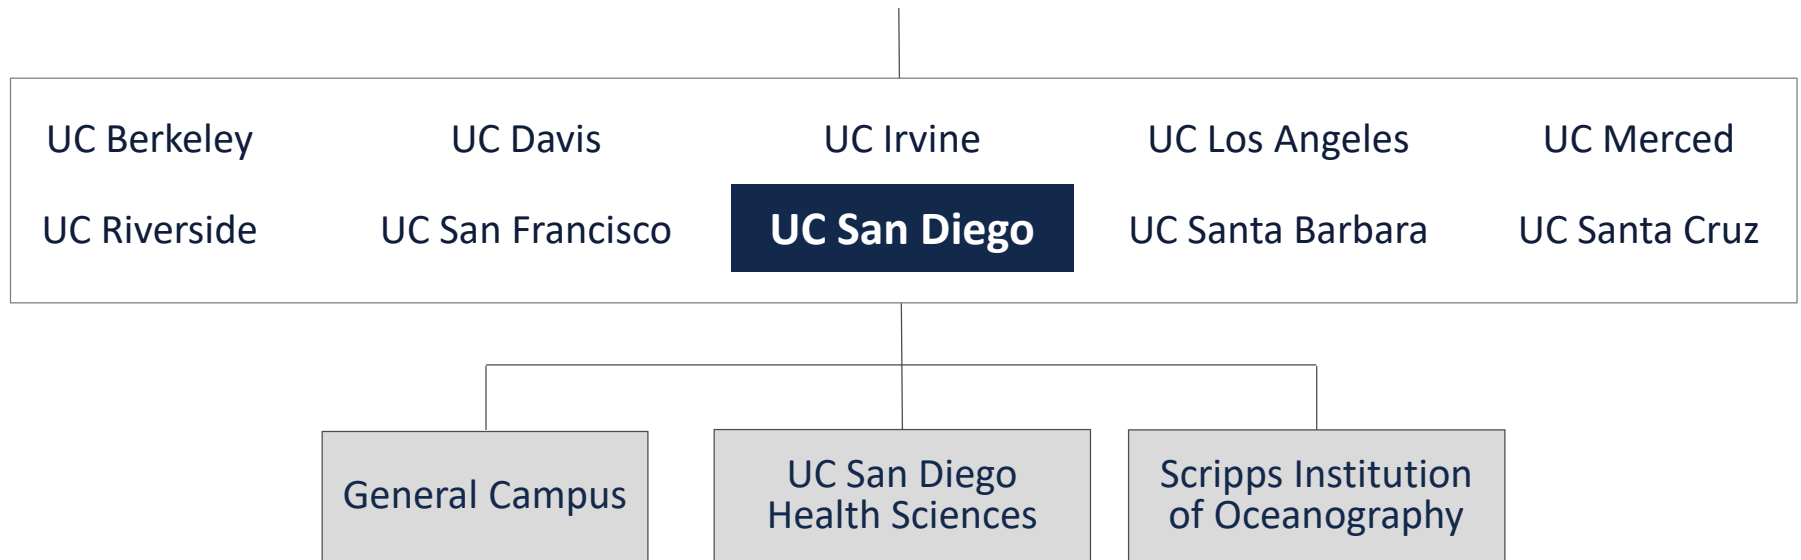 UC Berkeley UC Davis UC Irvine UC Los Angeles UC Merced
UC Riverside UC San Francisco UC San Diego UC Santa Barbara UC Santa Cruz
General Campus
UC San Diego
Health Sciences
Scripps Institution
of Oceanography